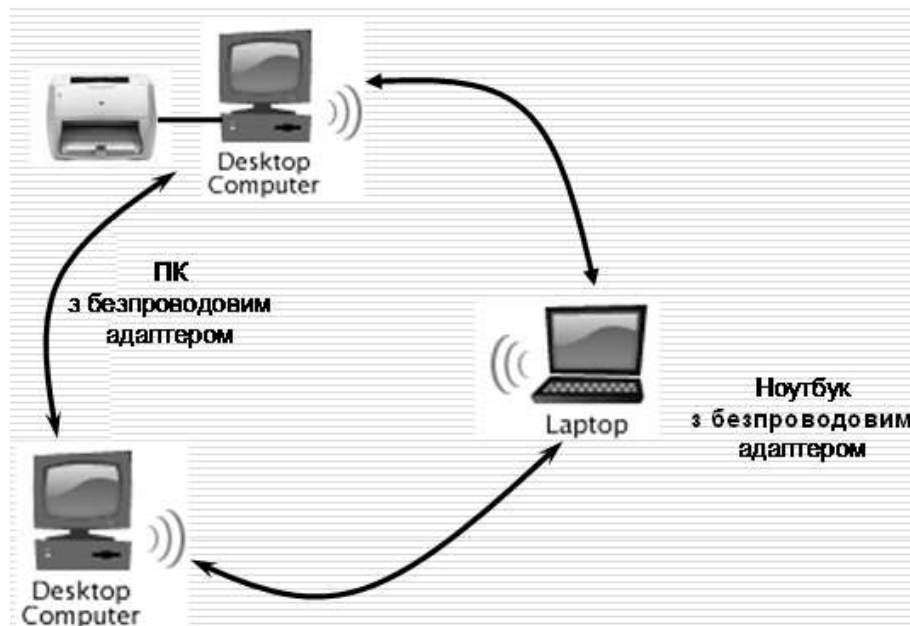 Desktop
Computer
ПК
з безпроводовим
адаптером
Laptop
Ноутбук
з безпроводовим
адаптером
Desktop
Computer